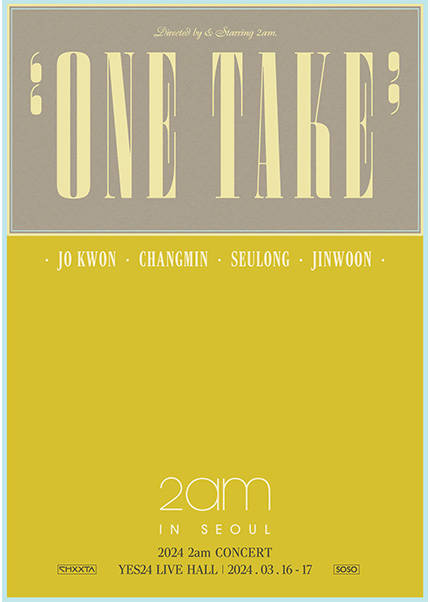 Directed by & Starring 2am.
'ONE TAKE'
· JO KWON · CHANGMIN · SEULONG · JINWOON ·
2am
IN SEOUL
2024 2am CONCERT
YES24 LIVE HALL | 2024 . 03 . 16 - 17
SOSO